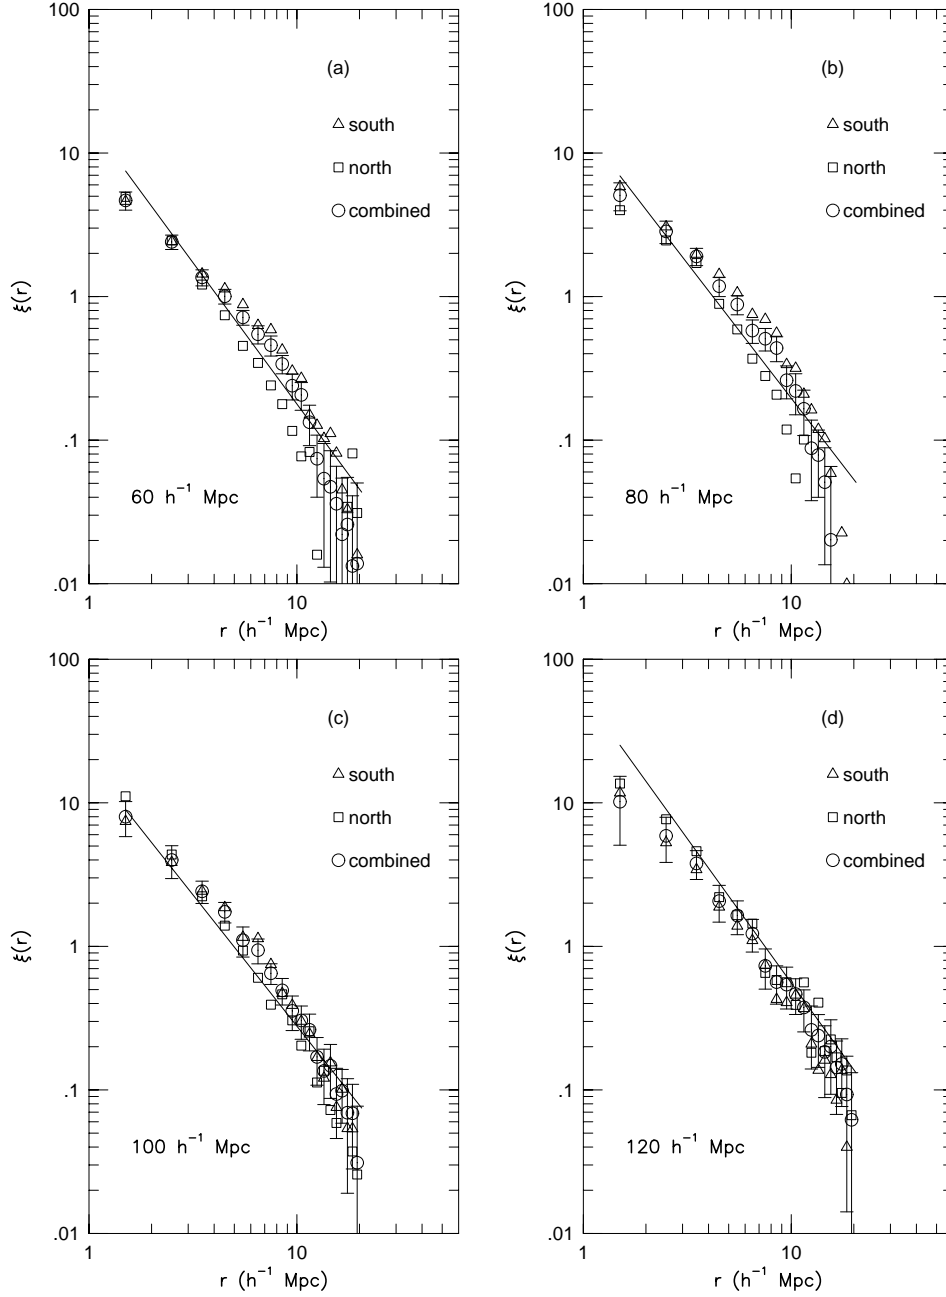 100
10
1
.1
.01
ξ(r)
(a)
south
north
combined
60 h⁻¹ Mpc
1
10
r (h⁻¹ Mpc)
100
10
1
.1
.01
ξ(r)
(b)
south
north
combined
80 h⁻¹ Mpc
1
10
r (h⁻¹ Mpc)
100
10
1
.1
.01
ξ(r)
(c)
south
north
combined
100 h⁻¹ Mpc
1
10
r (h⁻¹ Mpc)
100
10
1
.1
.01
ξ(r)
(d)
south
north
combined
120 h⁻¹ Mpc
1
10
r (h⁻¹ Mpc)